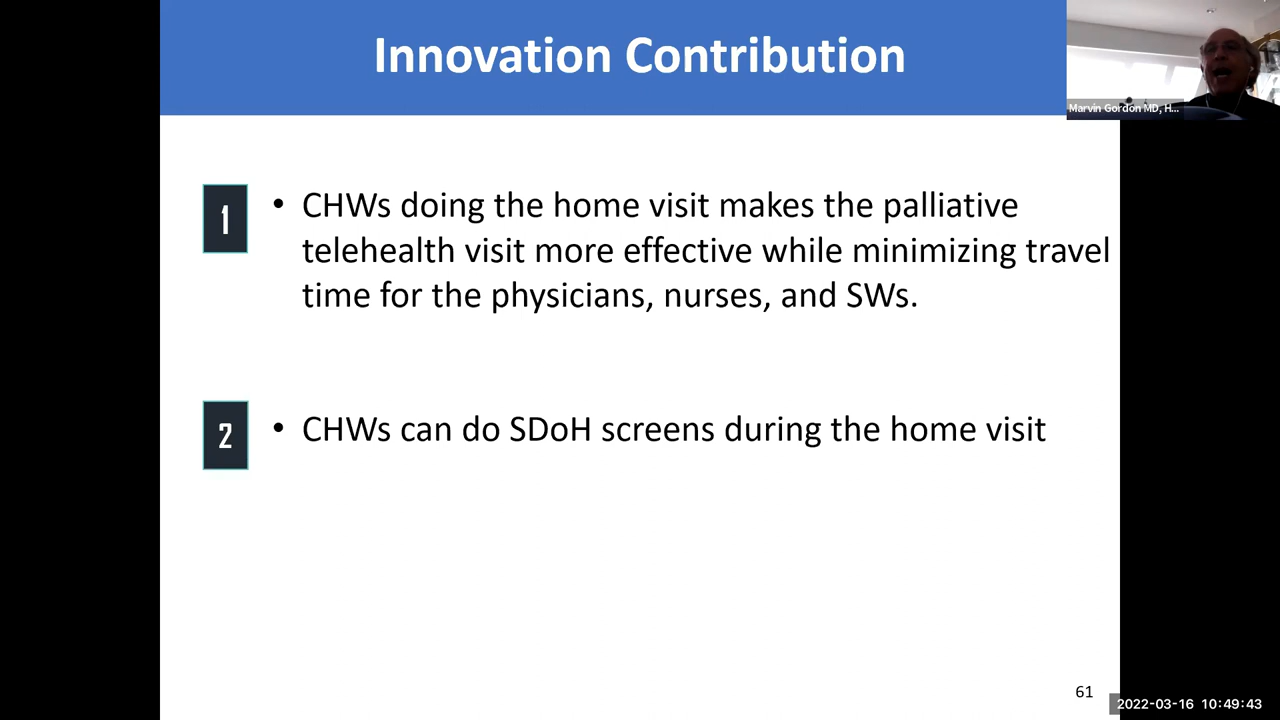 Innovation Contribution
Marvin Gordon MD, H...
1
• CHWs doing the home visit makes the palliative
telehealth visit more effective while minimizing travel
time for the physicians, nurses, and SWs.
2
• CHWs can do SDoH screens during the home visit
61
2022-03-16 10:49:43